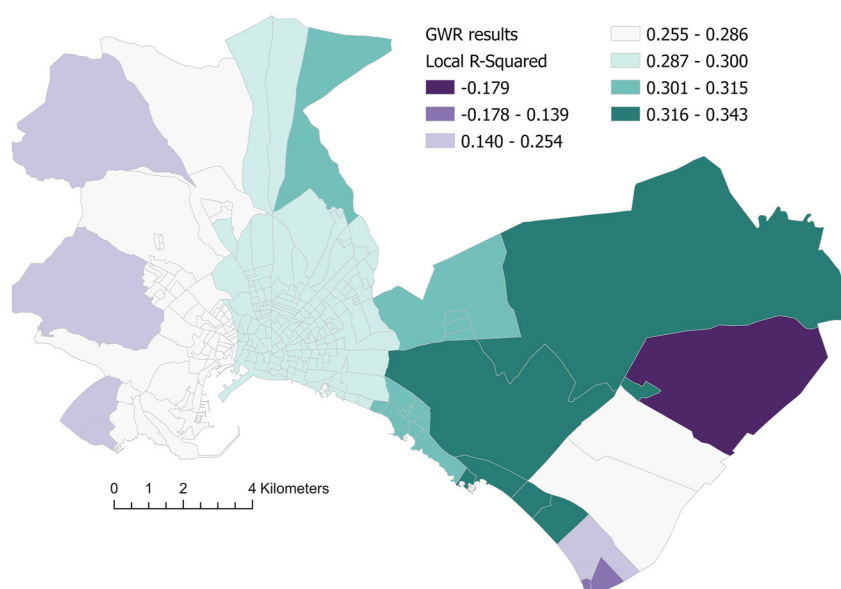 GWR results
Local R-Squared
-0.179
-0.178 - 0.139
0.140 - 0.254
0.255 - 0.286
0.287 - 0.300
0.301 - 0.315
0.316 - 0.343
0 1 2 4 Kilometers